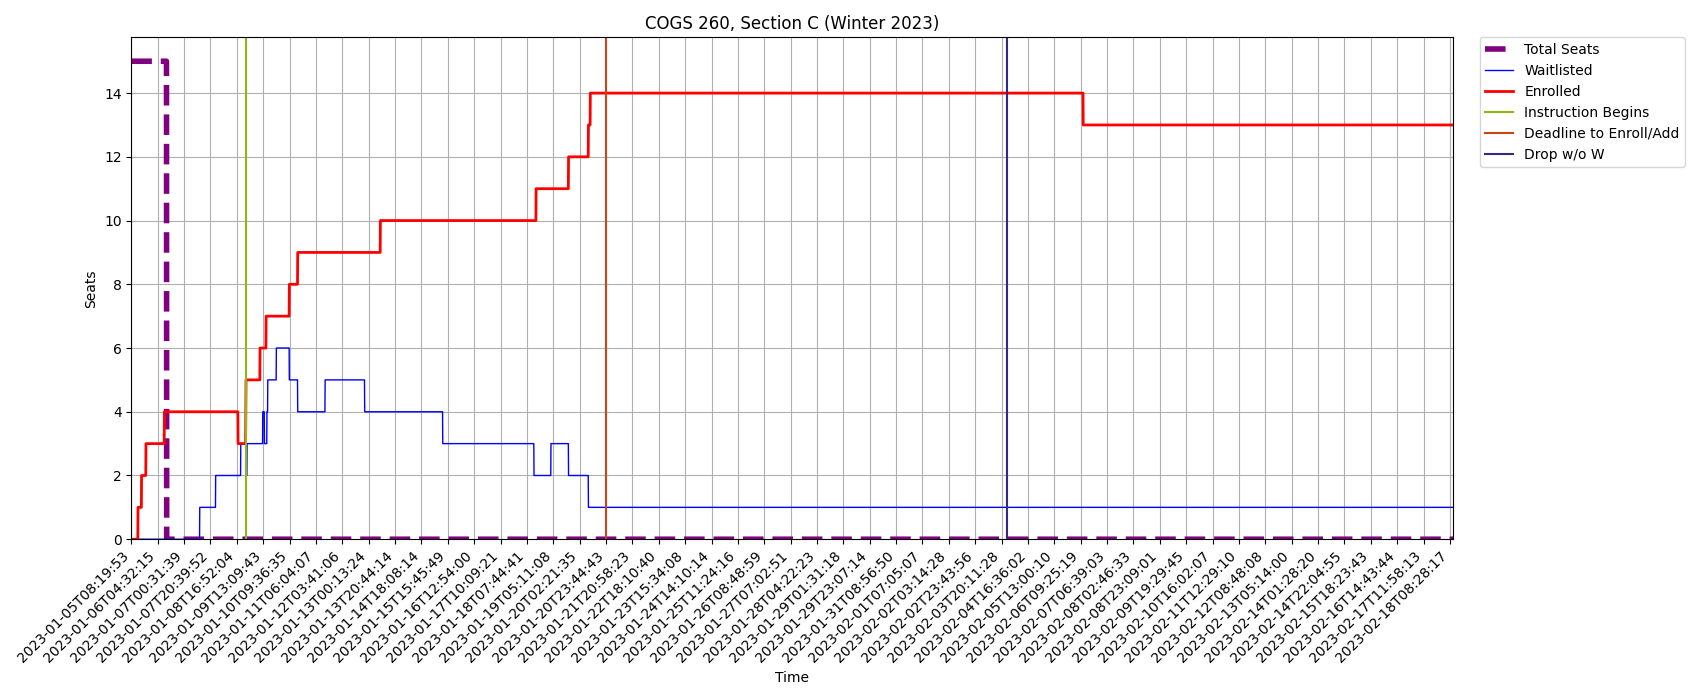 COGS 260, Section C (Winter 2023)
Total Seats
Waitlisted
Enrolled
Instruction Begins
Deadline to Enroll/Add
Drop w/o W
Seats
14
12
10
8
6
4
2
0
2023-01-05T08:19:53
2023-01-06T04:32:15
2023-01-07T00:31:39
2023-01-07T20:39:52
2023-01-08T16:52:04
2023-01-09T13:09:43
2023-01-10T09:36:35
2023-01-11T06:04:07
2023-01-12T03:41:06
2023-01-13T00:13:24
2023-01-13T20:44:14
2023-01-14T18:08:14
2023-01-15T15:45:49
2023-01-16T12:54:00
2023-01-17T10:09:21
2023-01-18T07:44:41
2023-01-19T05:11:08
2023-01-20T02:21:35
2023-01-20T23:44:43
2023-01-21T20:58:23
2023-01-22T18:10:40
2023-01-23T15:34:08
2023-01-24T14:10:14
2023-01-25T11:24:16
2023-01-26T08:48:59
2023-01-27T07:02:51
2023-01-28T04:22:23
2023-01-29T01:31:18
2023-01-29T23:07:14
2023-01-31T08:56:50
2023-02-01T07:05:07
2023-02-02T03:14:28
2023-02-02T23:43:56
2023-02-03T20:11:28
2023-02-04T16:36:02
2023-02-05T13:00:10
2023-02-06T09:25:19
2023-02-07T06:39:03
2023-02-08T02:46:33
2023-02-08T23:09:01
2023-02-09T19:29:45
2023-02-10T16:02:07
2023-02-11T12:29:10
2023-02-12T08:48:08
2023-02-13T05:14:00
2023-02-14T01:28:20
2023-02-14T22:04:55
2023-02-15T18:23:43
2023-02-16T14:43:44
2023-02-17T11:58:13
2023-02-18T08:28:17
Time